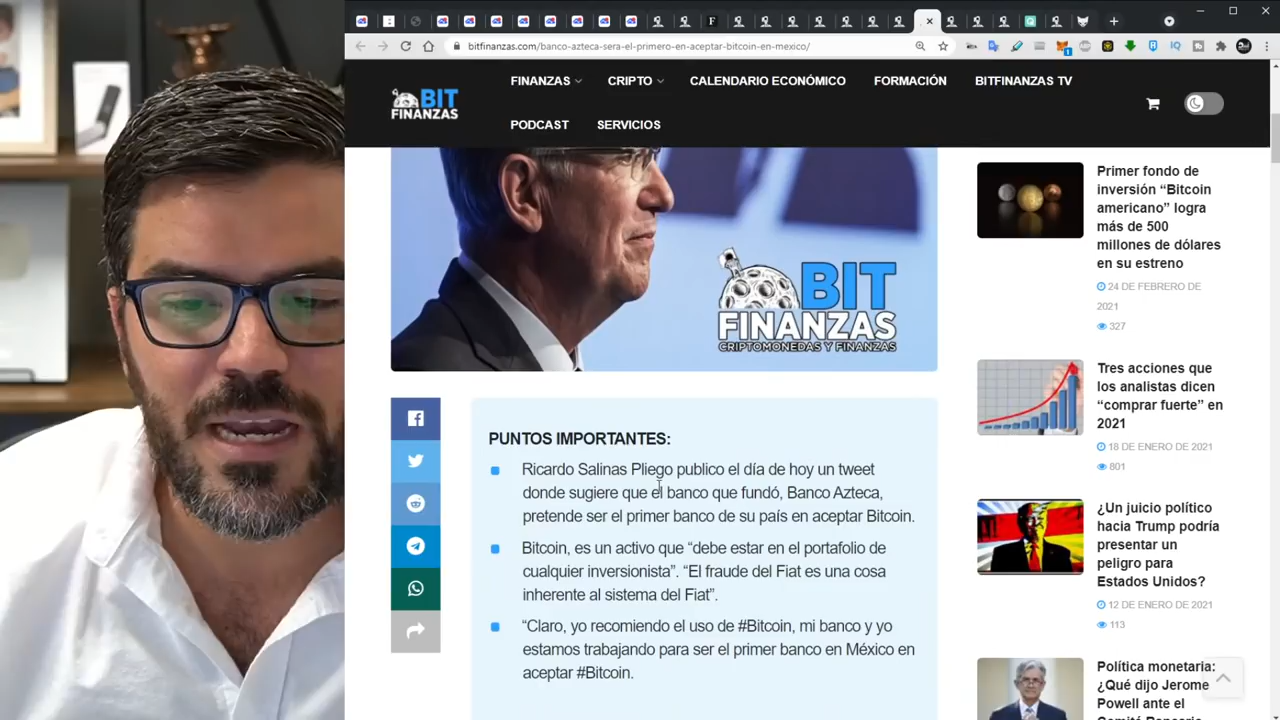 bitfinanzas.com/banco-azteca-sera-el-primero-en-aceptar-bitcoin-en-mexico/
BIT
FINANZAS
FINANZAS
CRIPTO
CALENDARIO ECONÓMICO
FORMACIÓN
BITFINANZAS TV
PODCAST
SERVICIOS
BIT
FINANZAS
CRIPTOMONEDAS Y FINANZAS
PUNTOS IMPORTANTES:
Ricardo Salinas Pliego publico el día de hoy un tweet
donde sugiere que el banco que fundó, Banco Azteca,
pretende ser el primer banco de su país en aceptar Bitcoin.
Bitcoin, es un activo que “debe estar en el portafolio de
cualquier inversionista”. “El fraude del Fiat es una cosa
inherente al sistema del Fiat”.
“Claro, yo recomiendo el uso de #Bitcoin, mi banco y yo
estamos trabajando para ser el primer banco en México en
aceptar #Bitcoin.
Primer fondo de
inversión “Bitcoin
americano” logra
más de 500
millones de dólares
en su estreno
24 DE FEBRERO DE
2021
327
Tres acciones que
los analistas dicen
“comprar fuerte” en
2021
18 DE ENERO DE 2021
801
¿Un juicio político
hacia Trump podría
presentar un
peligro para
Estados Unidos?
12 DE ENERO DE 2021
113
Política monetaria:
¿Qué dijo Jerome
Powell ante el
Comité Bancario